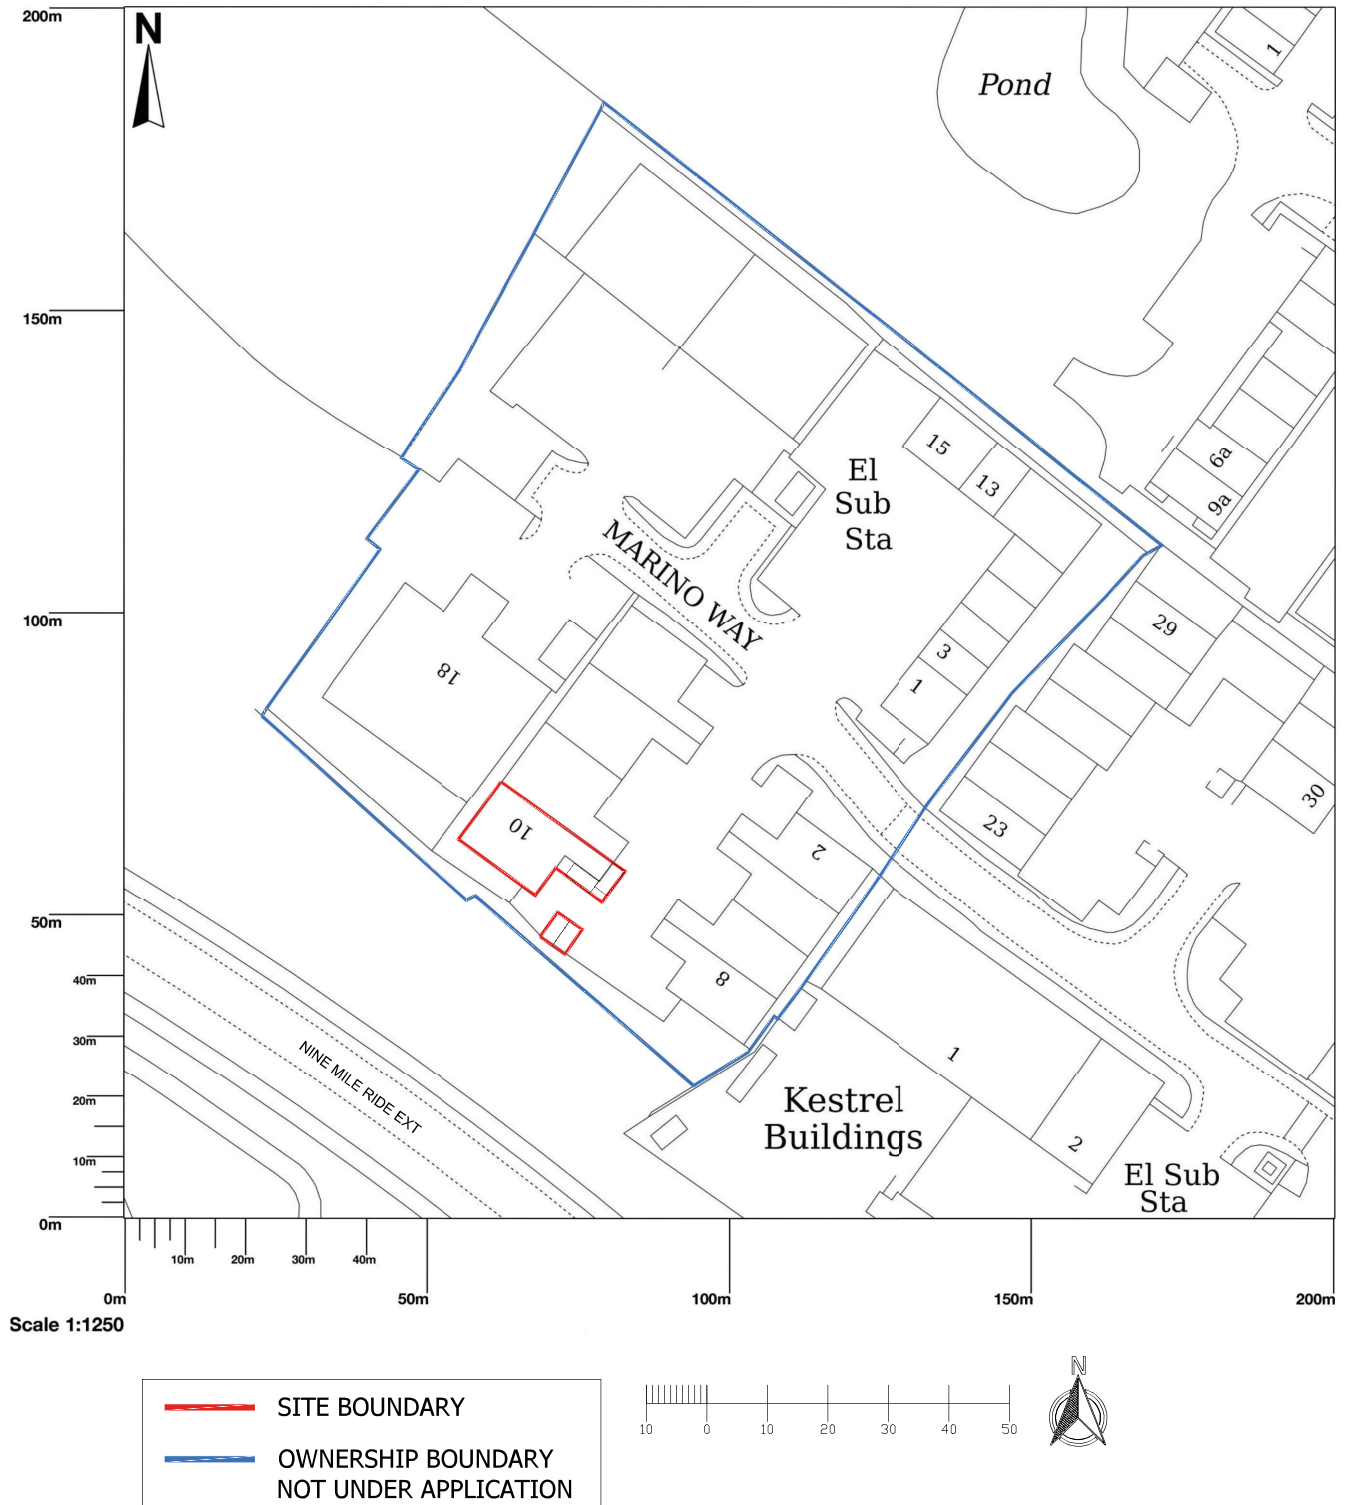 200m
N
Pond
1
150m
15
13
El
Sub
Sta
6a
9a
MARINO WAY
100m
29
3
1
18
30
10
2
23
50m
40m
8
30m
NINE MILE RIDE EXT
1
Kestrel
Buildings
20m
2
10m
El Sub
Sta
0m
10m
20m
30m
40m
0m
50m
100m
150m
200m
Scale 1:1250
N
SITE BOUNDARY
10
0
10
20
30
40
50
OWNERSHIP BOUNDARY
NOT UNDER APPLICATION